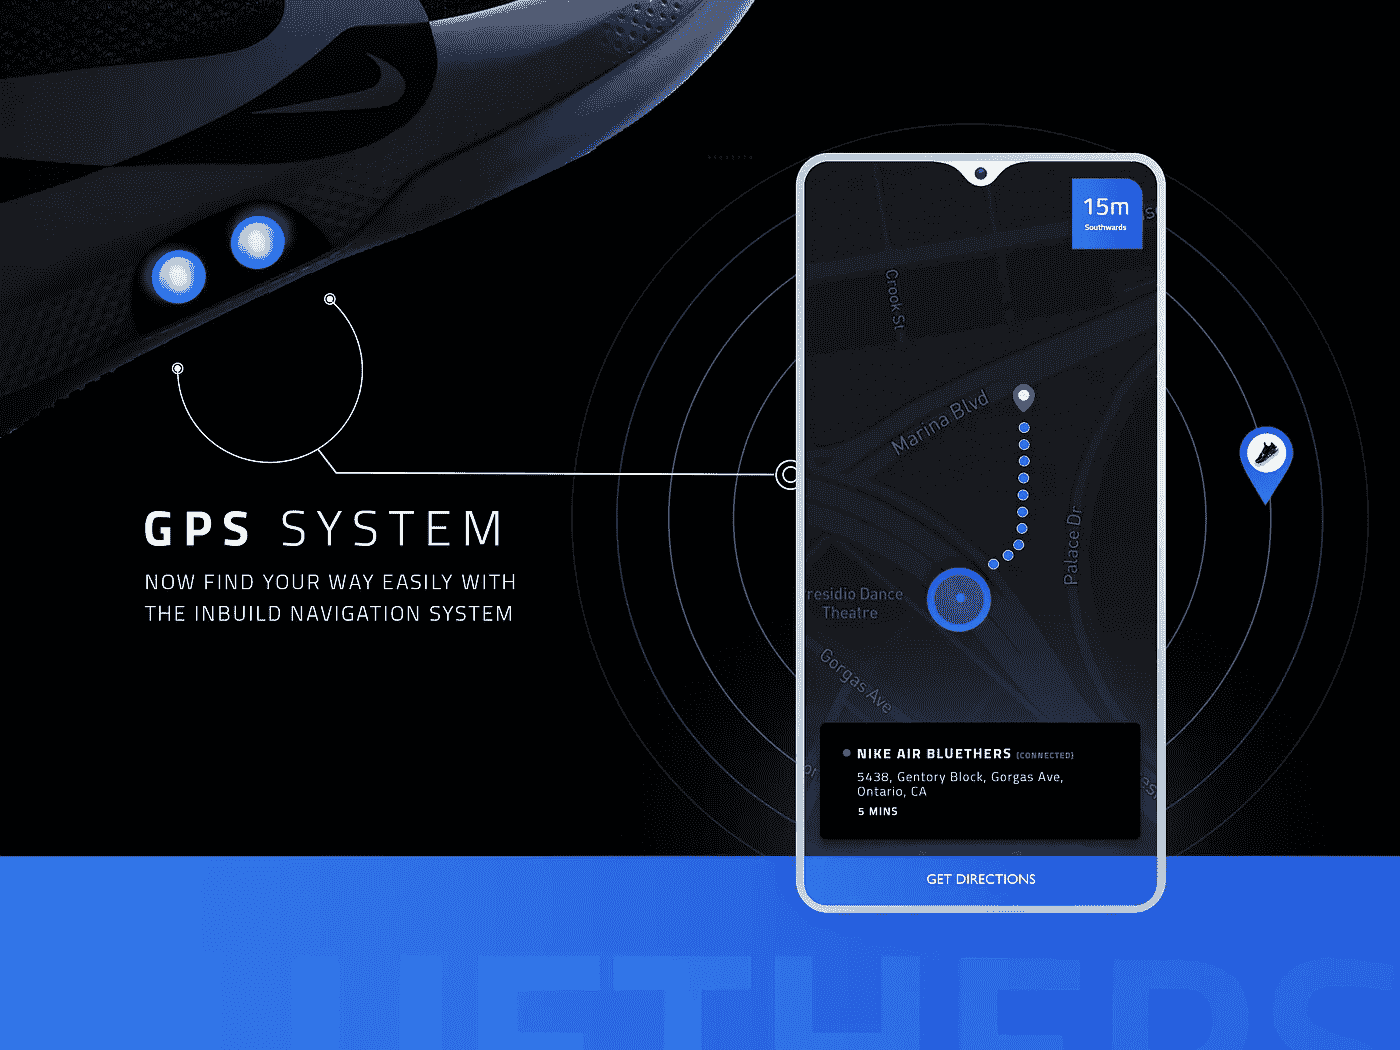 GPS SYSTEM
NOW FIND YOUR WAY EASILY WITH
THE INBUILD NAVIGATION SYSTEM
15m
Southwards
Crook St
Marina Blvd
Palace Dr
residio Dance
Theatre
Gorgas Ave
NIKE AIR BLUETHERS (CONNECTED)
5438, Gentory Block, Gorgas Ave,
Ontario, CA
5 MINS
GET DIRECTIONS
UETHERS